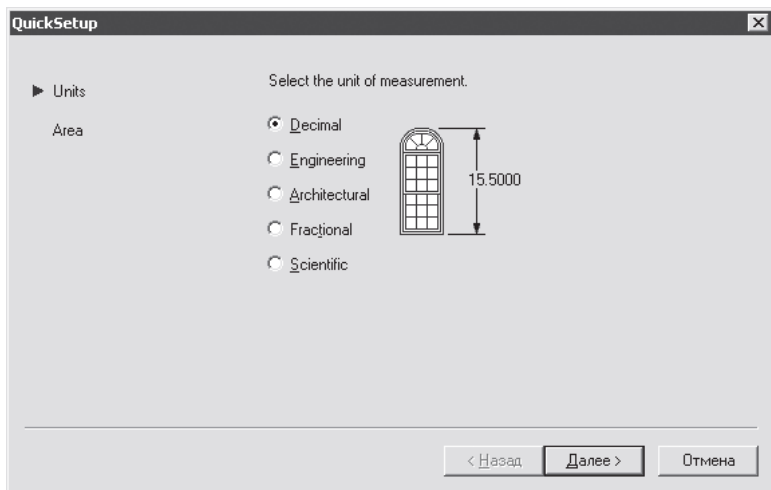 QuickSetup
Units
Area
Select the unit of measurement.
Decimal
Engineering
Architectural
Fractional
Scientific
15.5000
< Назад
Далее >
Отмена